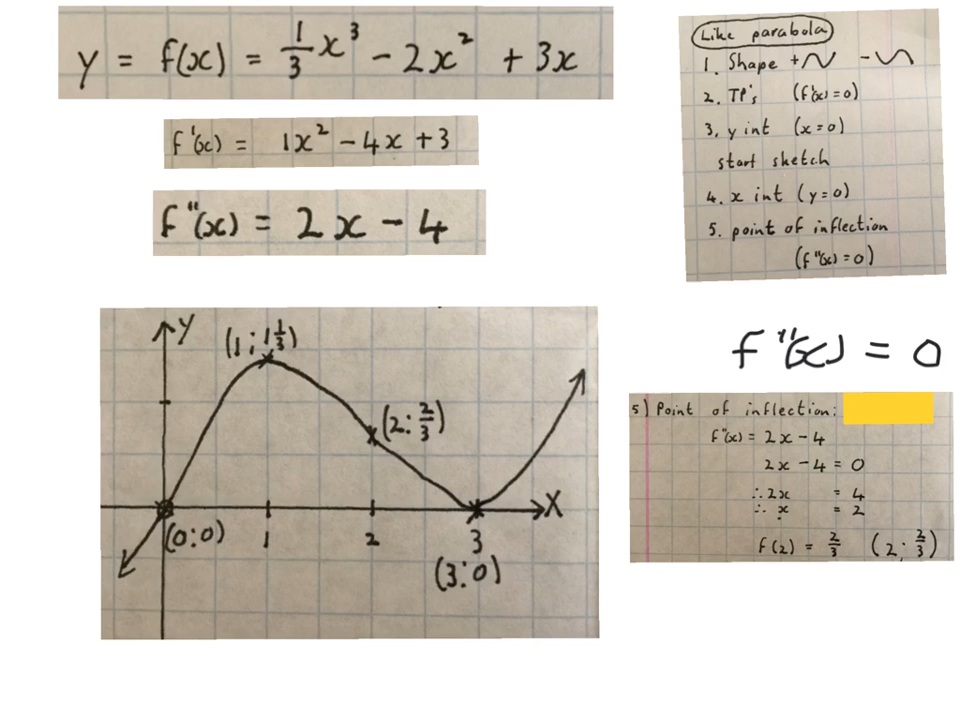 y = f(x) = 1/3 x³ - 2x² + 3x
f'(x) = 1x² - 4x + 3
f"(x) = 2x - 4
Like parabola
1. Shape + -
2. TP's (f'(x) = 0)
3. y int (x = 0)
start sketch
4. x int (y = 0)
5. point of inflection
(f"(x) = 0)
f"(x) = 0
Y
(1 ; 1 1/3)
(2 ; 2/3)
X
(0:0)
1
2
3
(3:0)
5) Point of inflection:
f"(x) = 2x - 4
2x - 4 = 0
∴ 2x = 4
∴ x = 2
f(2) = 2/3 (2 ; 2/3)